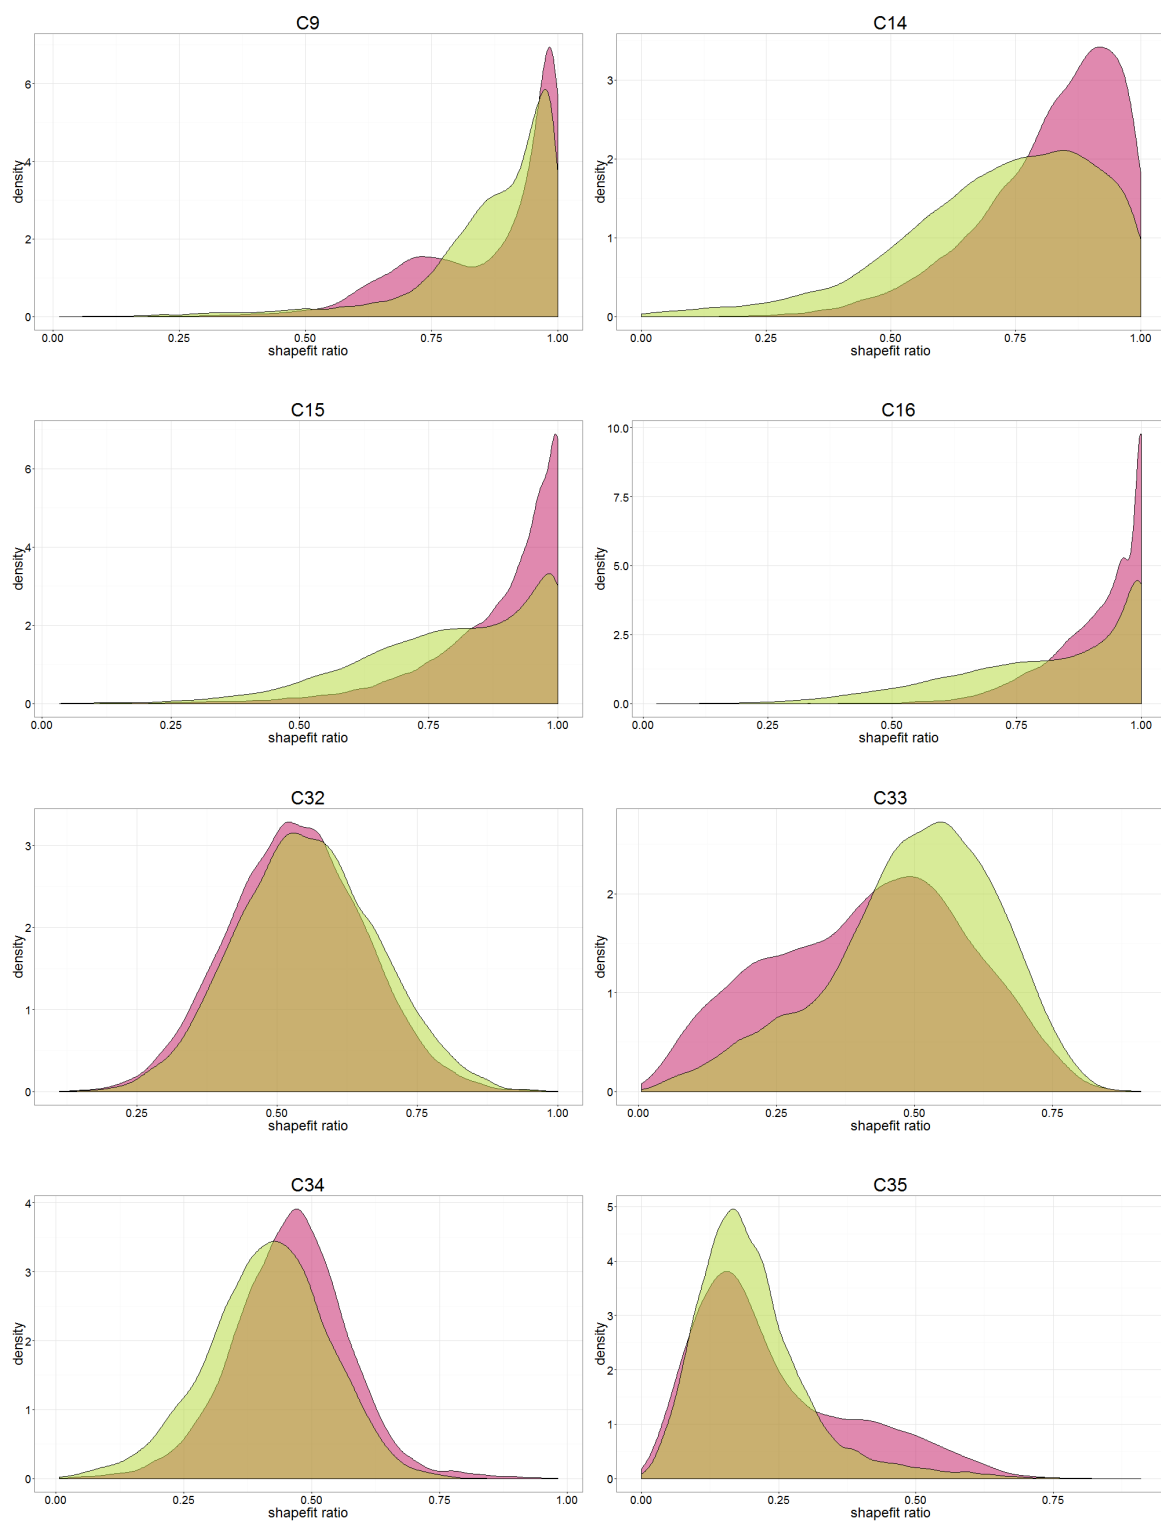 C9
6
4
2
0
density
0.00 0.25 0.50 0.75 1.00
shapefit ratio
C14
3
2
1
0
density
0.00 0.25 0.50 0.75 1.00
shapefit ratio
C15
6
4
2
0
density
0.00 0.25 0.50 0.75 1.00
shapefit ratio
C16
10.0
7.5
5.0
2.5
0.0
density
0.00 0.25 0.50 0.75 1.00
shapefit ratio
C32
3
2
1
0
density
0.25 0.50 0.75 1.00
shapefit ratio
C33
2
1
0
density
0.00 0.25 0.50 0.75
shapefit ratio
C34
4
3
2
1
0
density
0.00 0.25 0.50 0.75 1.00
shapefit ratio
C35
5
4
3
2
1
0
density
0.00 0.25 0.50 0.75
shapefit ratio